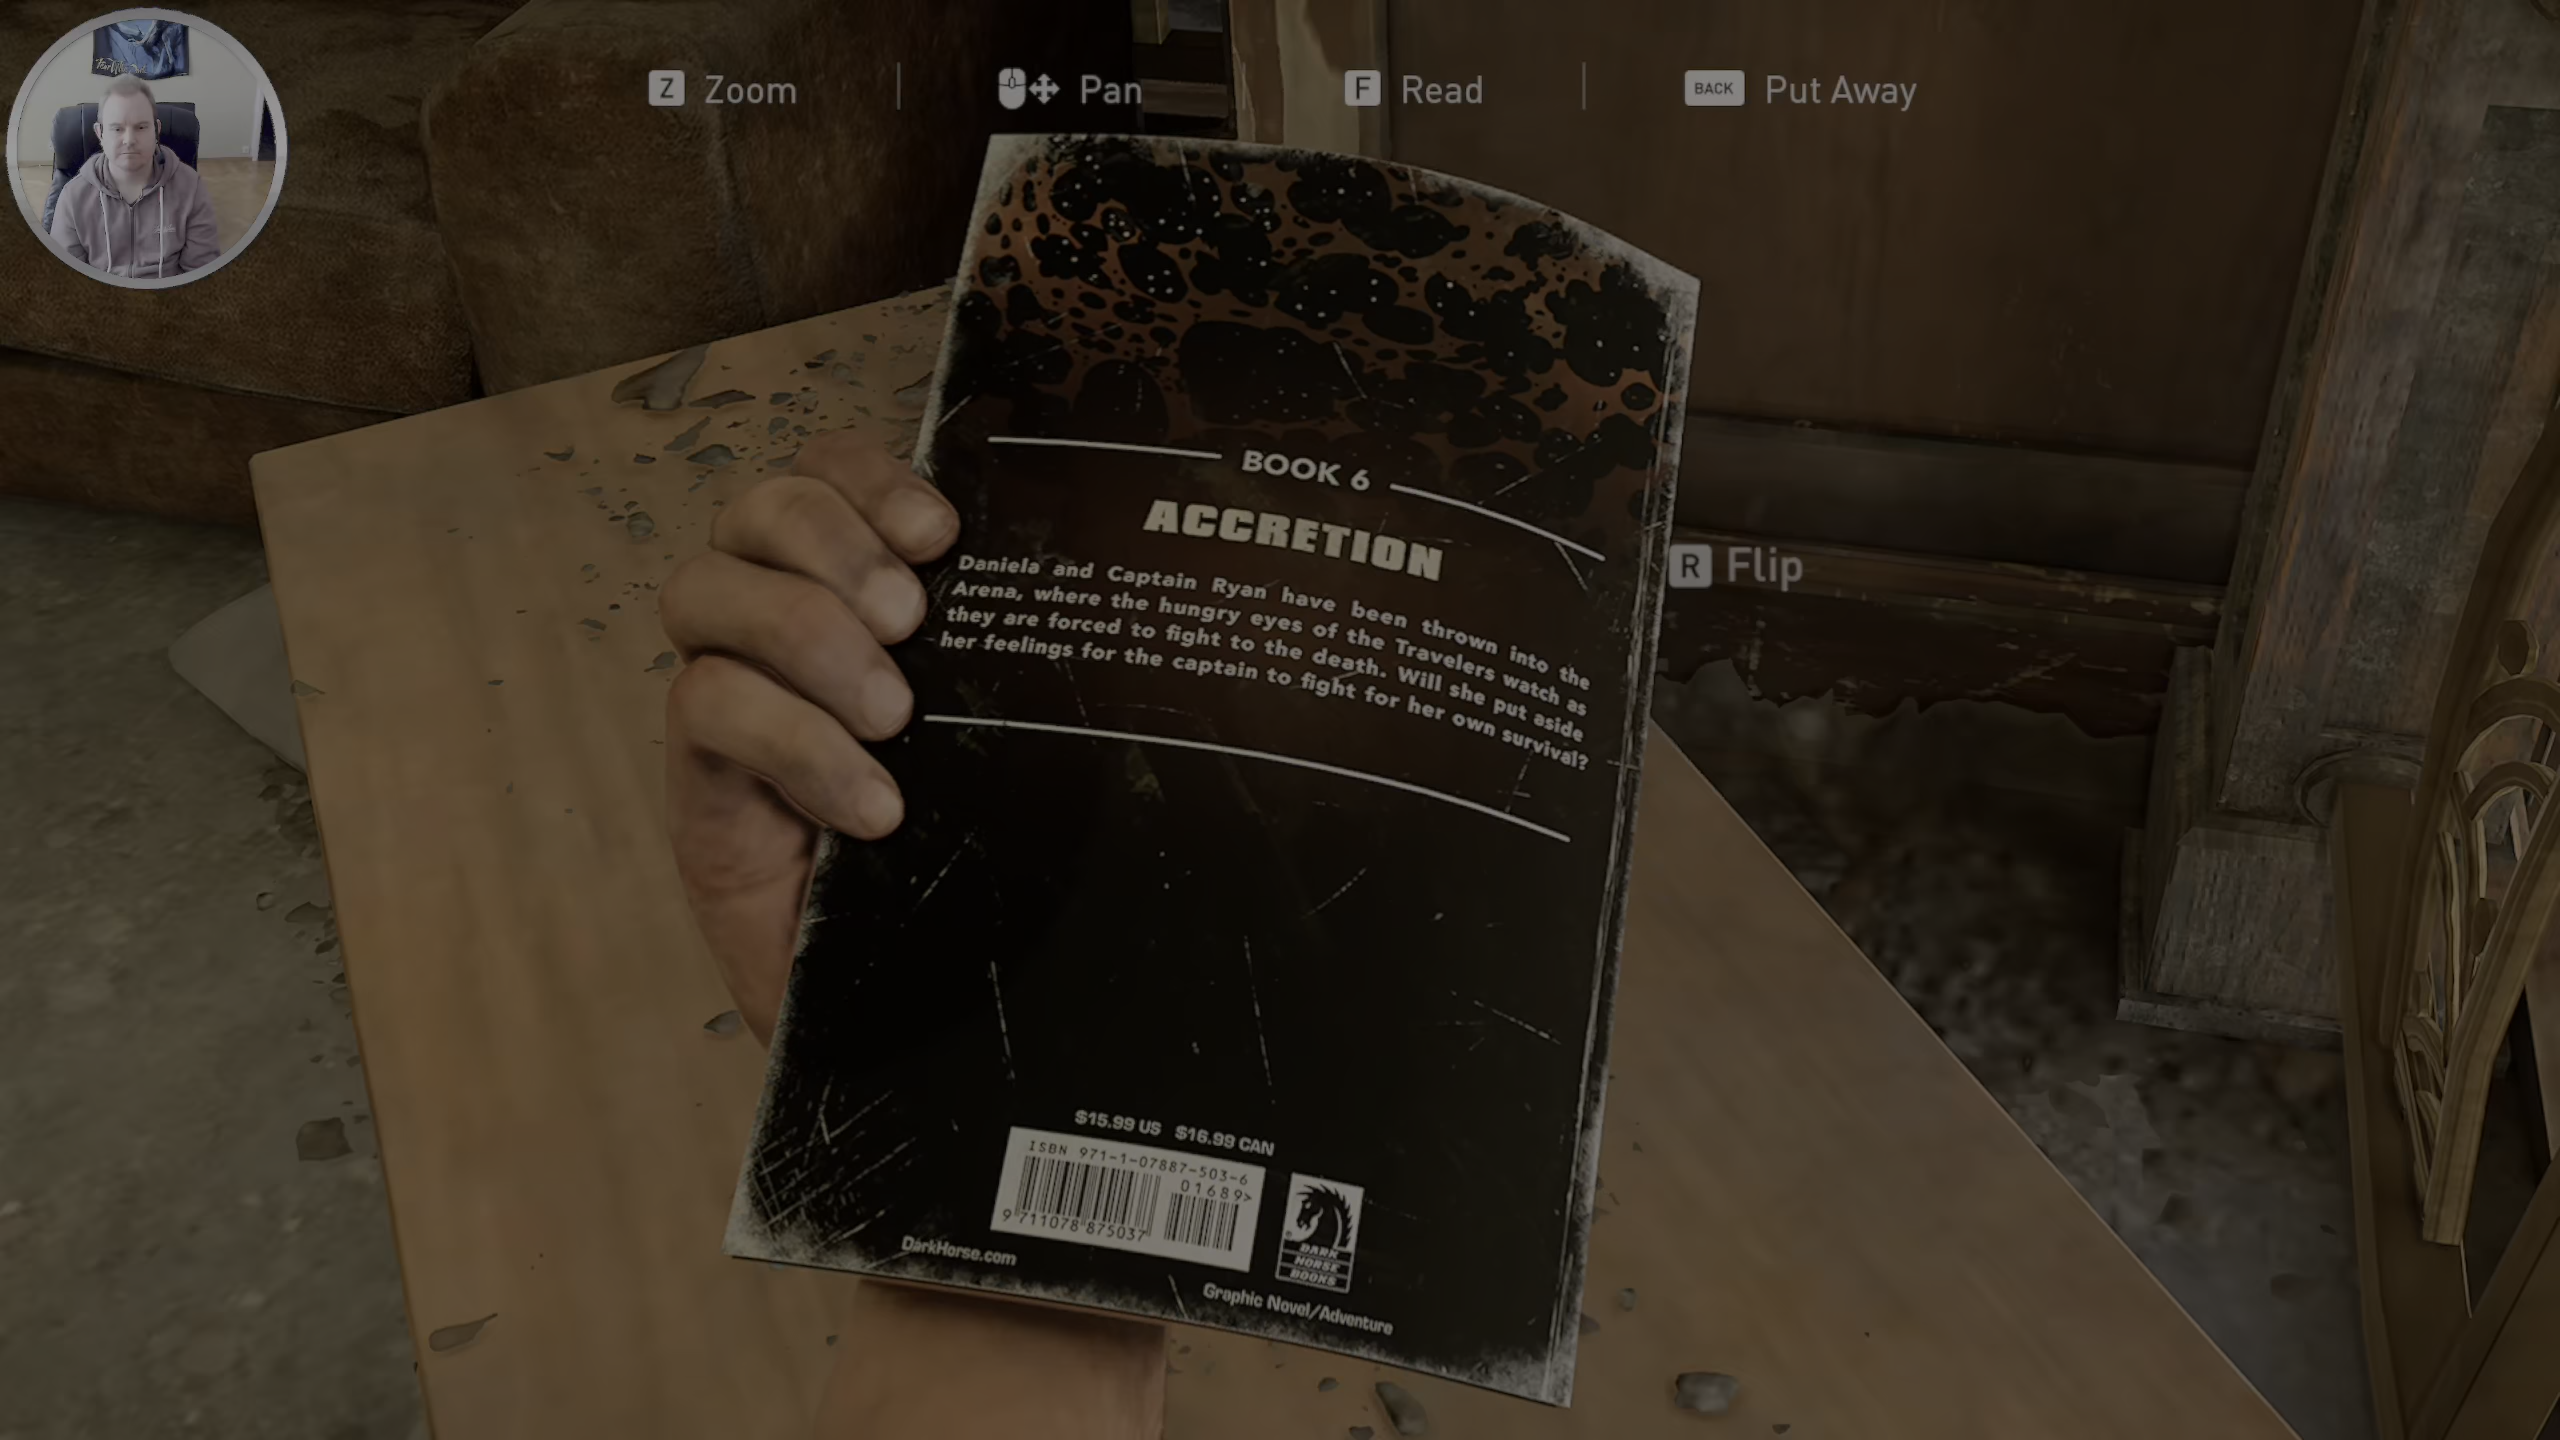 Z Zoom
Pan
F Read
BACK Put Away
BOOK 6
ACCRETION
R Flip
Daniela and Captain Ryan have been thrown into the
Arena, where the hungry eyes of the Travelers watch as
they are forced to fight to the death. Will she put aside
her feelings for the captain to fight for her own survival?
$15.99 US $16.99 CAN
ISBN 971-1-07887-503-6
01689>
9 711078 875037
DARK
HORSE
BOOKS
DarkHorse.com
Graphic Novel/Adventure